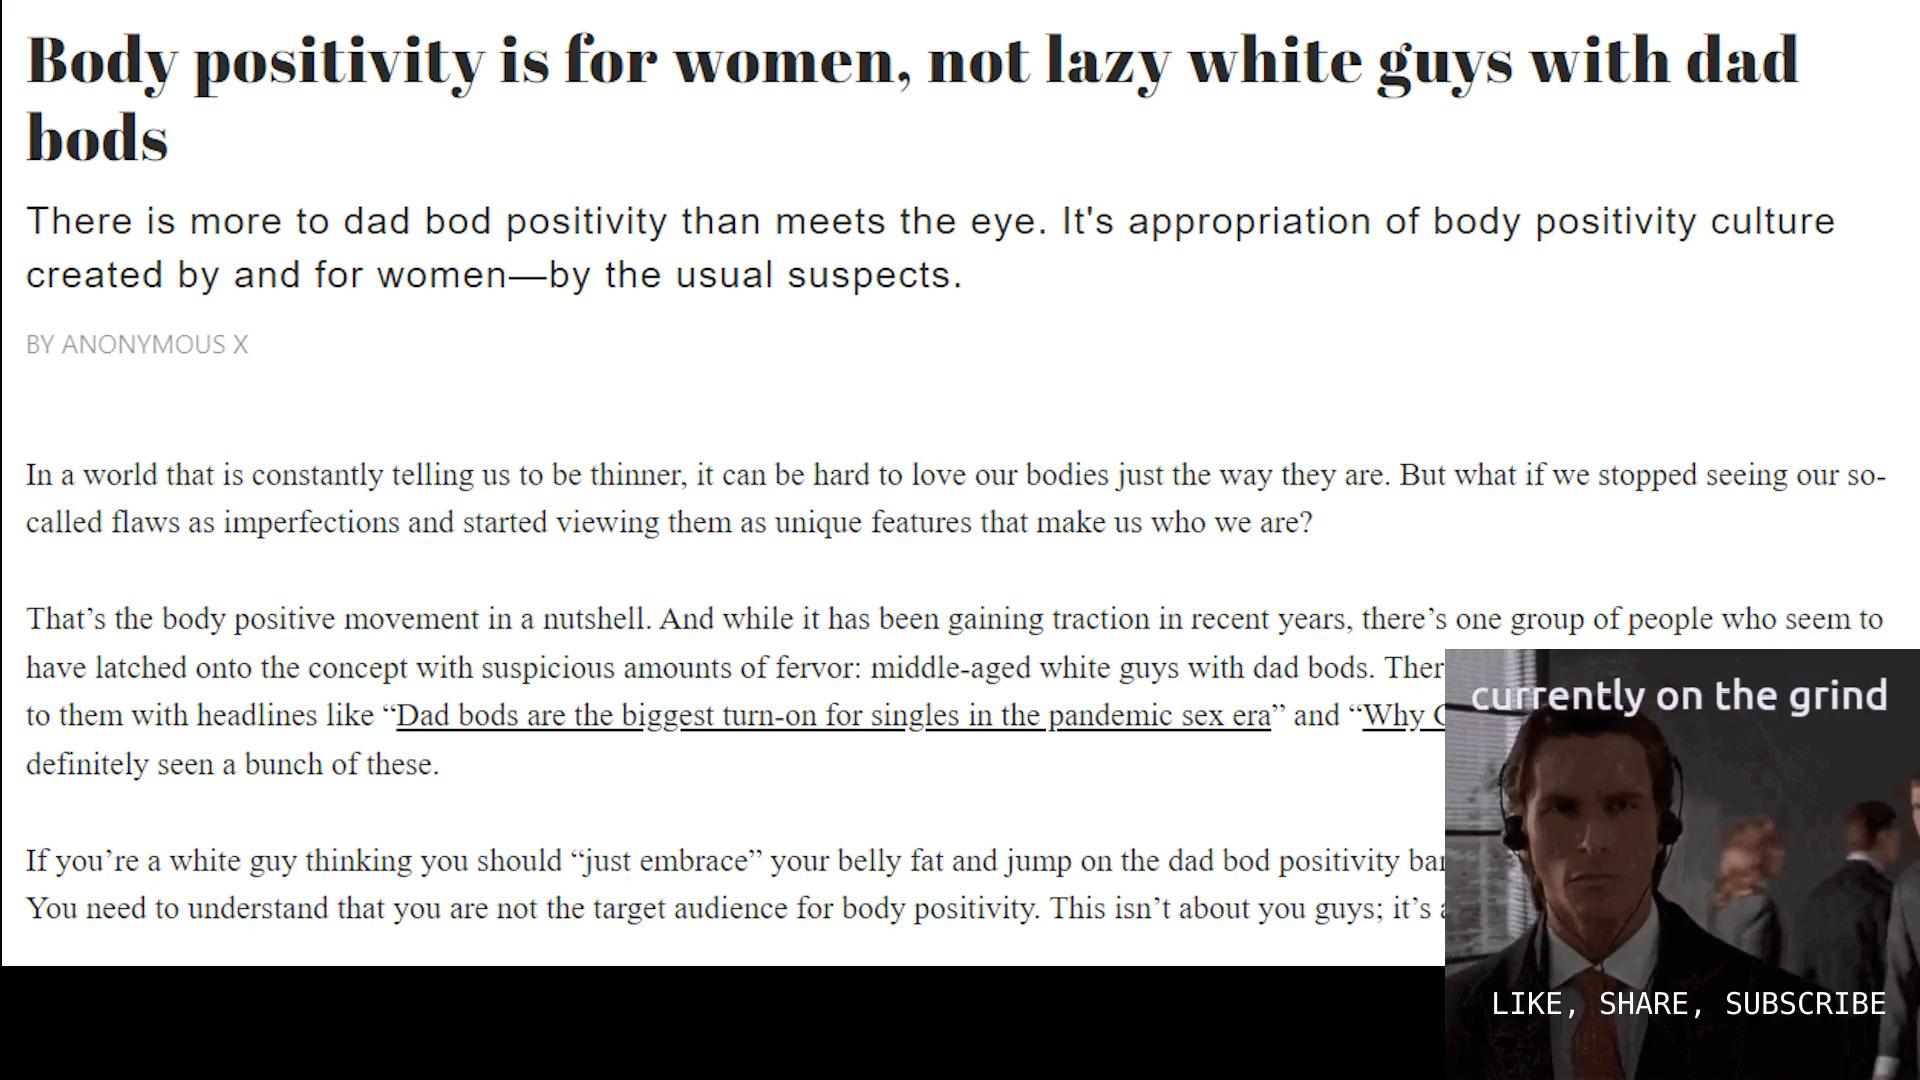 Body positivity is for women, not lazy white guys with dad
bods
There is more to dad bod positivity than meets the eye. It's appropriation of body positivity culture
created by and for women—by the usual suspects.
BY ANONYMOUS X
In a world that is constantly telling us to be thinner, it can be hard to love our bodies just the way they are. But what if we stopped seeing our so-
called flaws as imperfections and started viewing them as unique features that make us who we are?
That’s the body positive movement in a nutshell. And while it has been gaining traction in recent years, there’s one group of people who seem to
have latched onto the concept with suspicious amounts of fervor: middle-aged white guys with dad bods.
to them with headlines like “Dad bods are the biggest turn-on for singles in the pandemic sex era” and “Why
definitely seen a bunch of these.
If you’re a white guy thinking you should “just embrace” your belly fat and jump on the dad bod positivity
You need to understand that you are not the target audience for body positivity. This isn’t about you guys; it’s
currently on the grind
LIKE, SHARE, SUBSCRIBE